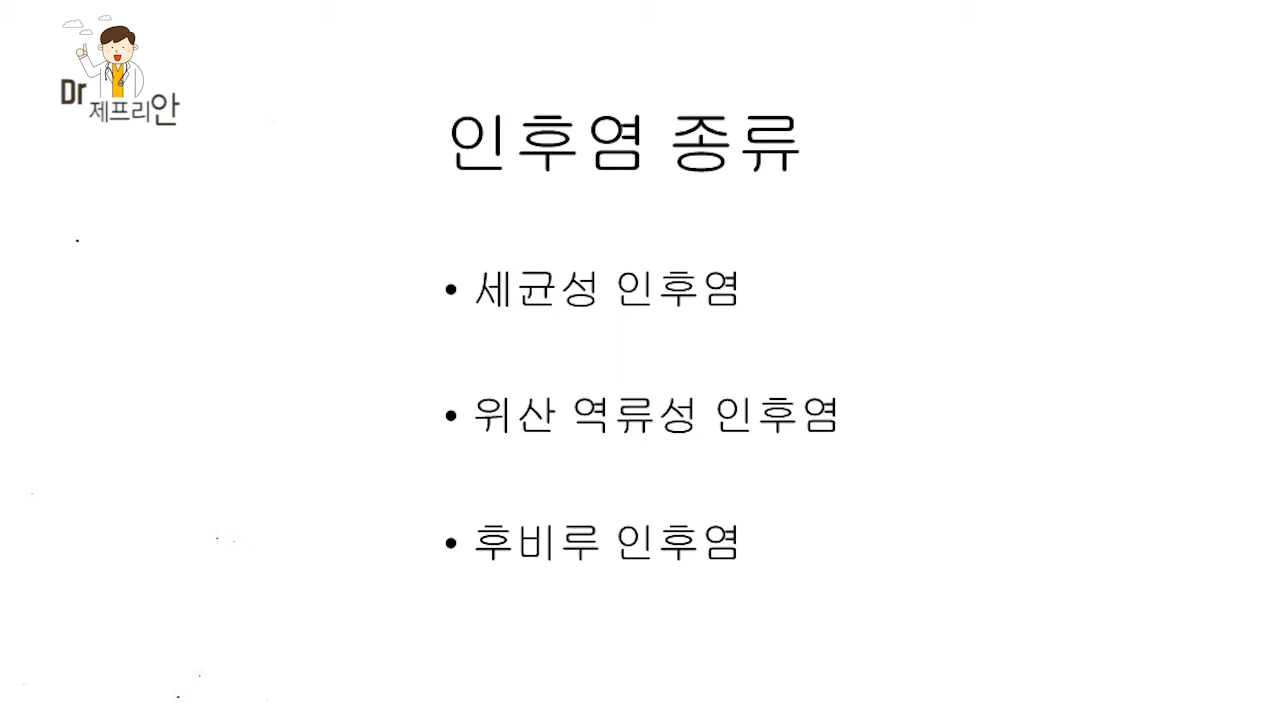 Dr
제프리안
인후염 종류
• 세균성 인후염
• 위산 역류성 인후염
• 후비루 인후염